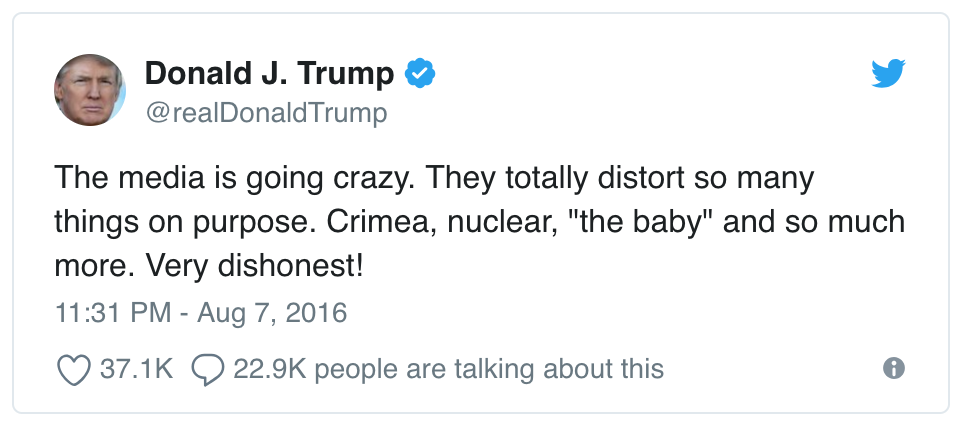 Donald J. Trump
@realDonaldTrump
The media is going crazy. They totally distort so many
things on purpose. Crimea, nuclear, "the baby" and so much
more. Very dishonest!
11:31 PM - Aug 7, 2016
37.1K 22.9K people are talking about this